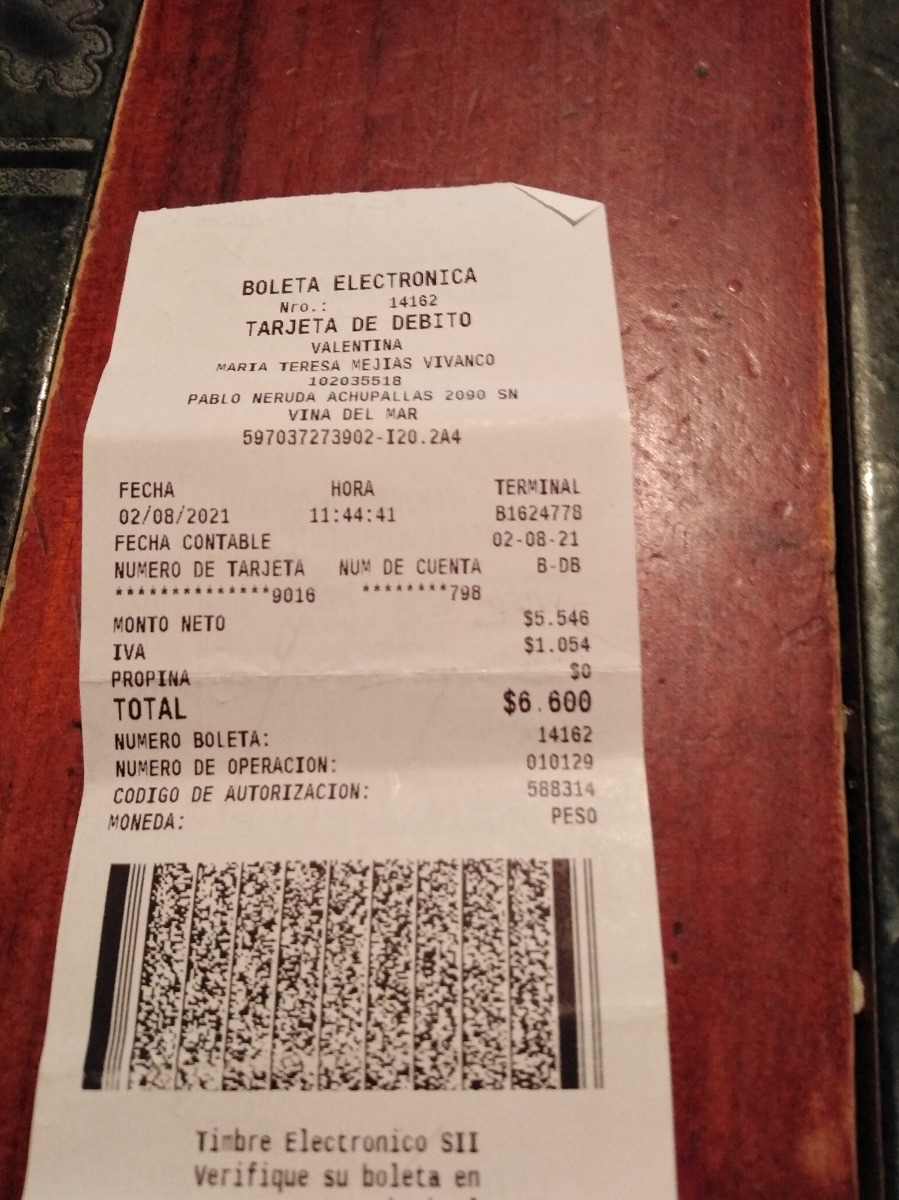 BOLETA ELECTRONICA
Nro.: 14162
TARJETA DE DEBITO
VALENTINA
MARIA TERESA MEJIAS VIVANCO
102035518
PABLO NERUDA ACHUPALLAS 2090 SN
VINA DEL MAR
597037273902-I20.2A4
FECHA HORA TERMINAL
02/08/2021 11:44:41 B1624778
FECHA CONTABLE 02-08-21
NUMERO DE TARJETA NUM DE CUENTA B-DB
**************9016 ********798
MONTO NETO $5.546
IVA $1.054
PROPINA $0
TOTAL $6.600
NUMERO BOLETA: 14162
NUMERO DE OPERACION: 010129
CODIGO DE AUTORIZACION: 588314
MONEDA: PESO
Timbre Electronico SII
Verifique su boleta en